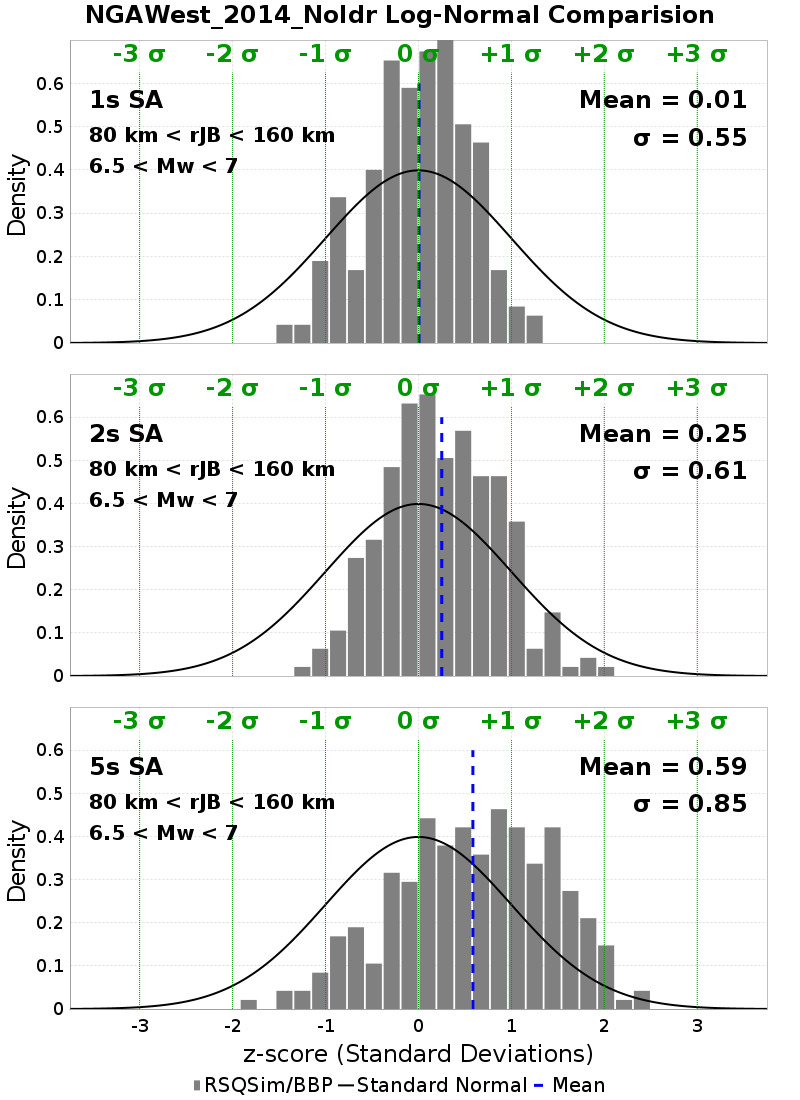 NGAWest_2014_NoIdr Log-Normal Comparision
-3 σ -2 σ -1 σ 0 σ +1 σ +2 σ +3 σ
1s SA
80 km < rJB < 160 km
6.5 < Mw < 7
Mean = 0.01
σ = 0.55
Density
0.6
0.5
0.4
0.3
0.2
0.1
0
-3 σ -2 σ -1 σ 0 σ +1 σ +2 σ +3 σ
2s SA
80 km < rJB < 160 km
6.5 < Mw < 7
Mean = 0.25
σ = 0.61
Density
0.6
0.5
0.4
0.3
0.2
0.1
0
-3 σ -2 σ -1 σ 0 σ +1 σ +2 σ +3 σ
5s SA
80 km < rJB < 160 km
6.5 < Mw < 7
Mean = 0.59
σ = 0.85
Density
0.6
0.5
0.4
0.3
0.2
0.1
0
-3 -2 -1 0 1 2 3
z-score (Standard Deviations)
RSQSim/BBP Standard Normal Mean